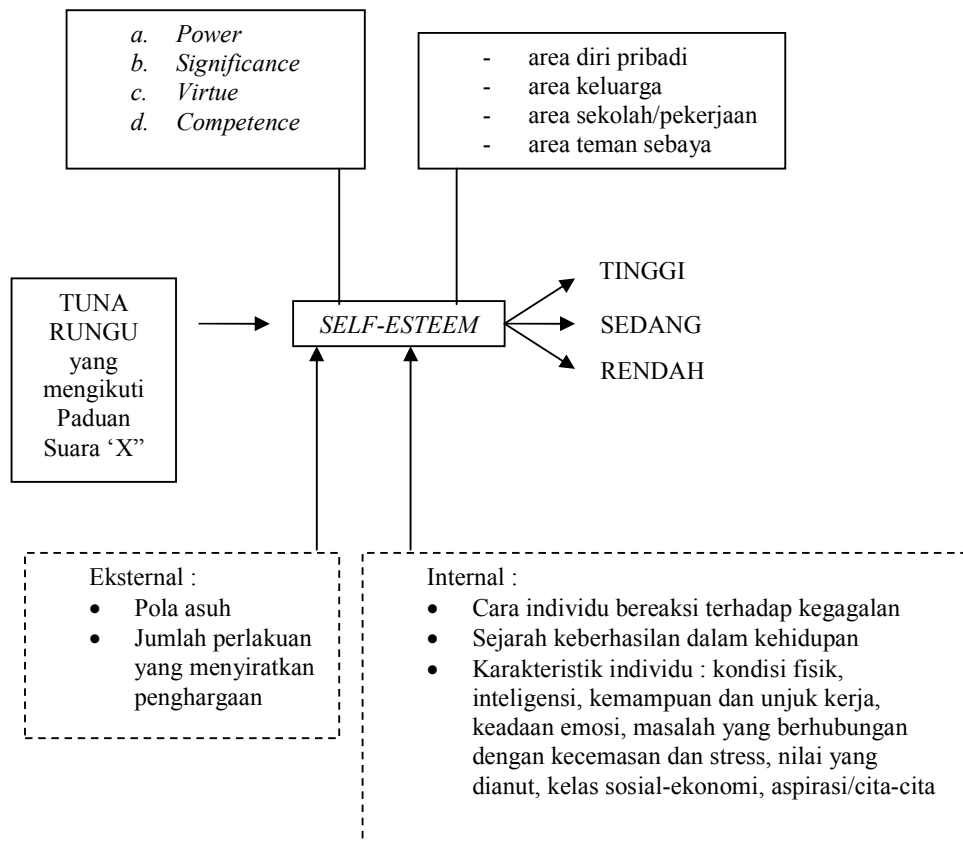 a. Power
b. Significance
c. Virtue
d. Competence
- area diri pribadi
- area keluarga
- area sekolah/pekerjaan
- area teman sebaya
TUNA
RUNGU
yang
mengikuti
Paduan
Suara ‘X”
SELF-ESTEEM
TINGGI
SEDANG
RENDAH
Eksternal :
• Pola asuh
• Jumlah perlakuan
yang menyiratkan
penghargaan
Internal :
• Cara individu bereaksi terhadap kegagalan
• Sejarah keberhasilan dalam kehidupan
• Karakteristik individu : kondisi fisik,
inteligensi, kemampuan dan unjuk kerja,
keadaan emosi, masalah yang berhubungan
dengan kecemasan dan stress, nilai yang
dianut, kelas sosial-ekonomi, aspirasi/cita-cita